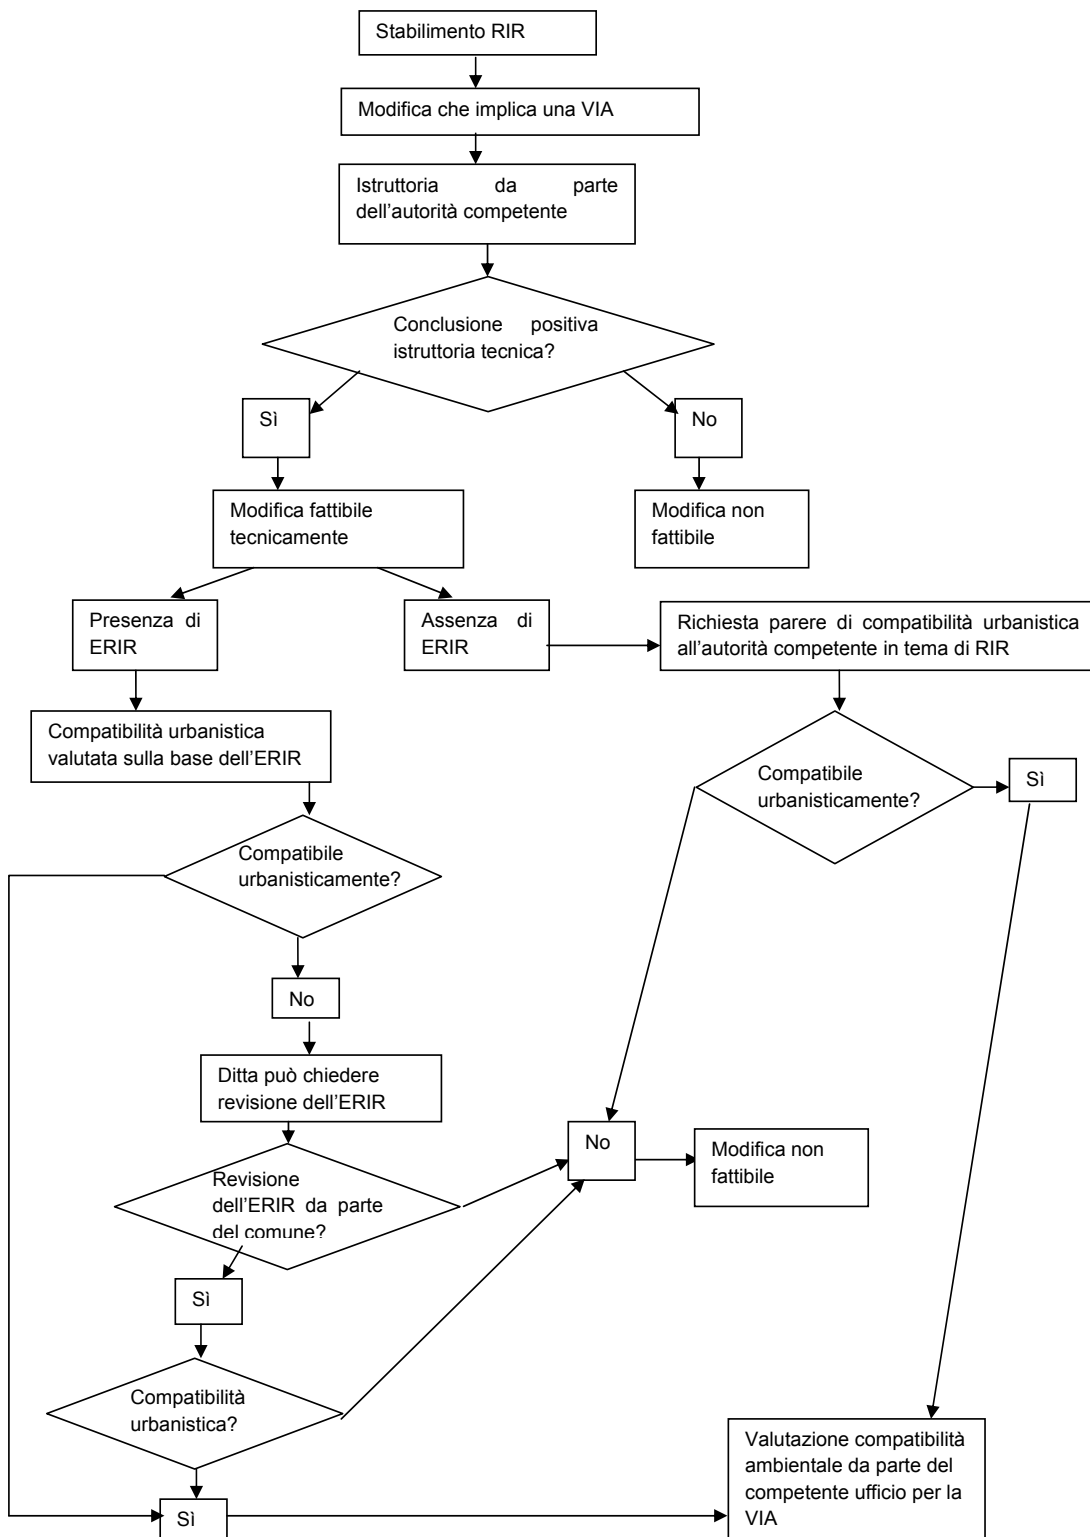 Stabilimento RIR
Modifica che implica una VIA
Istruttoria da parte
dell'autorità competente
Conclusione positiva
istruttoria tecnica?
Sì
No
Modifica fattibile
tecnicamente
Modifica non
fattibile
Presenza di
ERIR
Assenza di
ERIR
Richiesta parere di compatibilità urbanistica
all'autorità competente in tema di RIR
Compatibilità urbanistica
valutata sulla base dell'ERIR
Compatibile
urbanisticamente?
Sì
Compatibile
urbanisticamente?
No
Ditta può chiedere
revisione dell'ERIR
No
Modifica non
fattibile
Revisione
dell'ERIR da parte
del comune?
Sì
Compatibilità
urbanistica?
Valutazione compatibilità
ambientale da parte del
competente ufficio per la
VIA
Sì